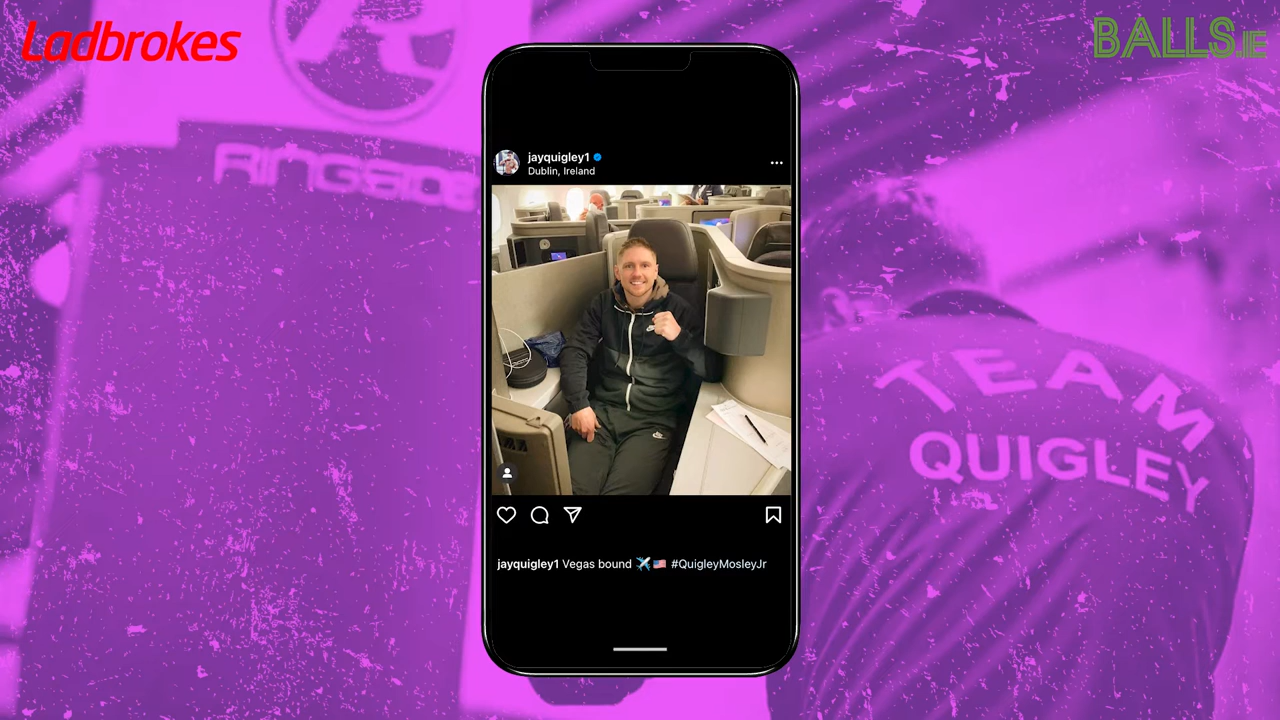 Ladbrokes
BALLS.IE
RINGSIDE
jayquigley1
Dublin, Ireland
TEAM
QUIGLEY
jayquigley1 Vegas bound ✈️🇺🇸 #QuigleyMosleyJr